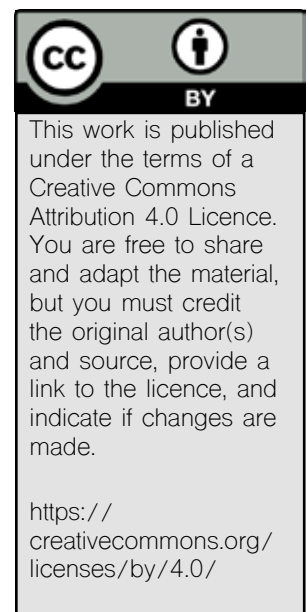 CC
BY
This work is published
under the terms of a
Creative Commons
Attribution 4.0 Licence.
You are free to share
and adapt the material,
but you must credit
the original author(s)
and source, provide a
link to the licence, and
indicate if changes are
made.
https://
creativecommons.org/
licenses/by/4.0/